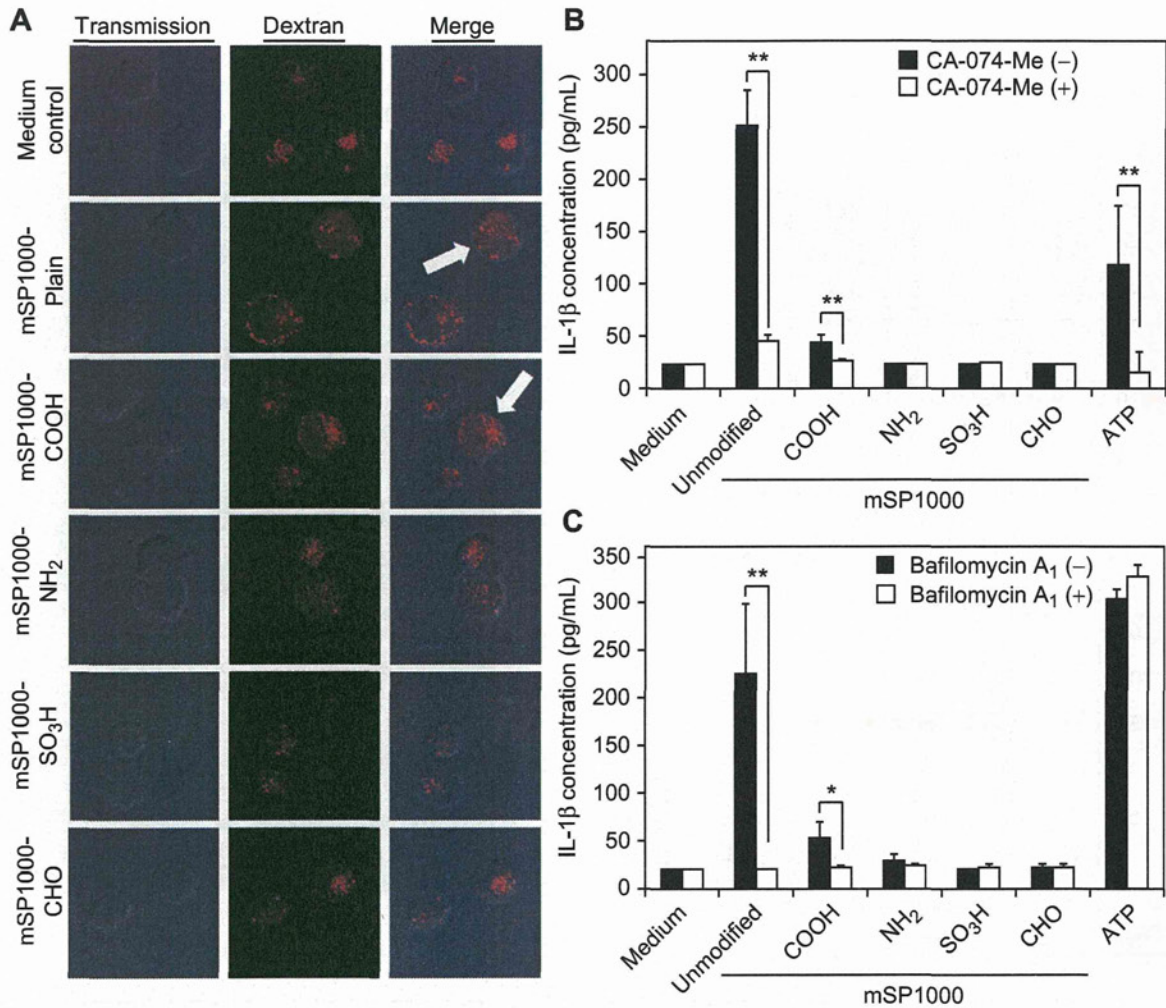 A
Transmission
Dextran
Merge
Medium
control
mSP1000-
Plain
mSP1000-
COOH
mSP1000-
NH₂
mSP1000-
SO₃H
mSP1000-
CHO
B
CA-074-Me (−)
CA-074-Me (+)
IL-1β concentration (pg/mL)
300
250
200
150
100
50
0
**
**
**
Medium
Unmodified
COOH
NH₂
SO₃H
CHO
ATP
mSP1000
C
Bafilomycin A₁ (−)
Bafilomycin A₁ (+)
IL-1β concentration (pg/mL)
350
300
250
200
150
100
50
0
**
*
Medium
Unmodified
COOH
NH₂
SO₃H
CHO
ATP
mSP1000